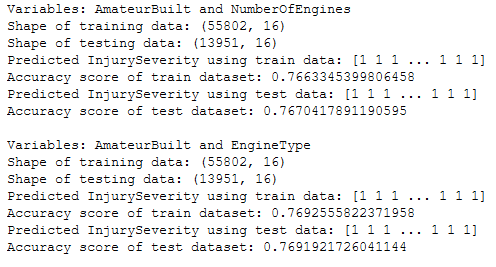 Variables: AmateurBuilt and NumberOfEngines
Shape of training data: (55802, 16)
Shape of testing data: (13951, 16)
Predicted InjurySeverity using train data: [1 1 1 ... 1 1 1]
Accuracy score of train dataset: 0.7663345399806458
Predicted InjurySeverity using test data: [1 1 1 ... 1 1 1]
Accuracy score of test dataset: 0.7670417891190595
Variables: AmateurBuilt and EngineType
Shape of training data: (55802, 16)
Shape of testing data: (13951, 16)
Predicted InjurySeverity using train data: [1 1 1 ... 1 1 1]
Accuracy score of train dataset: 0.7692555822371958
Predicted InjurySeverity using test data: [1 1 1 ... 1 1 1]
Accuracy score of test dataset: 0.7691921726041144